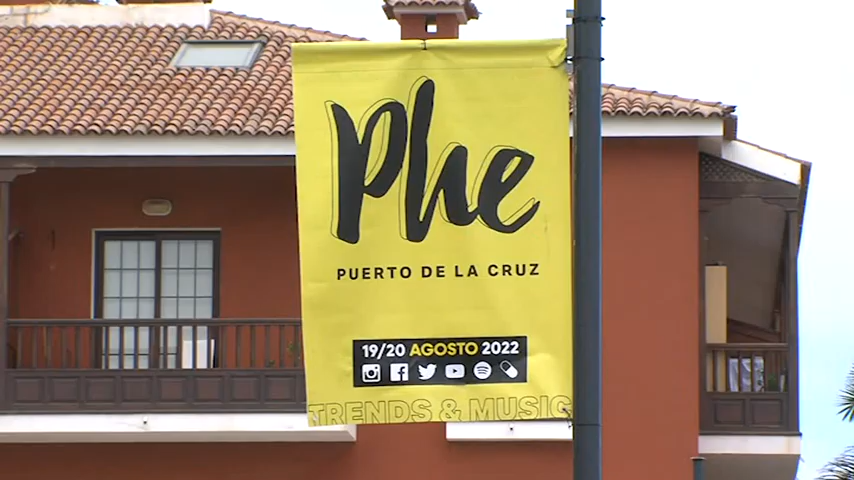 Phe
PUERTO DE LA CRUZ
19/20 AGOSTO 2022
TRENDS & MUSIC